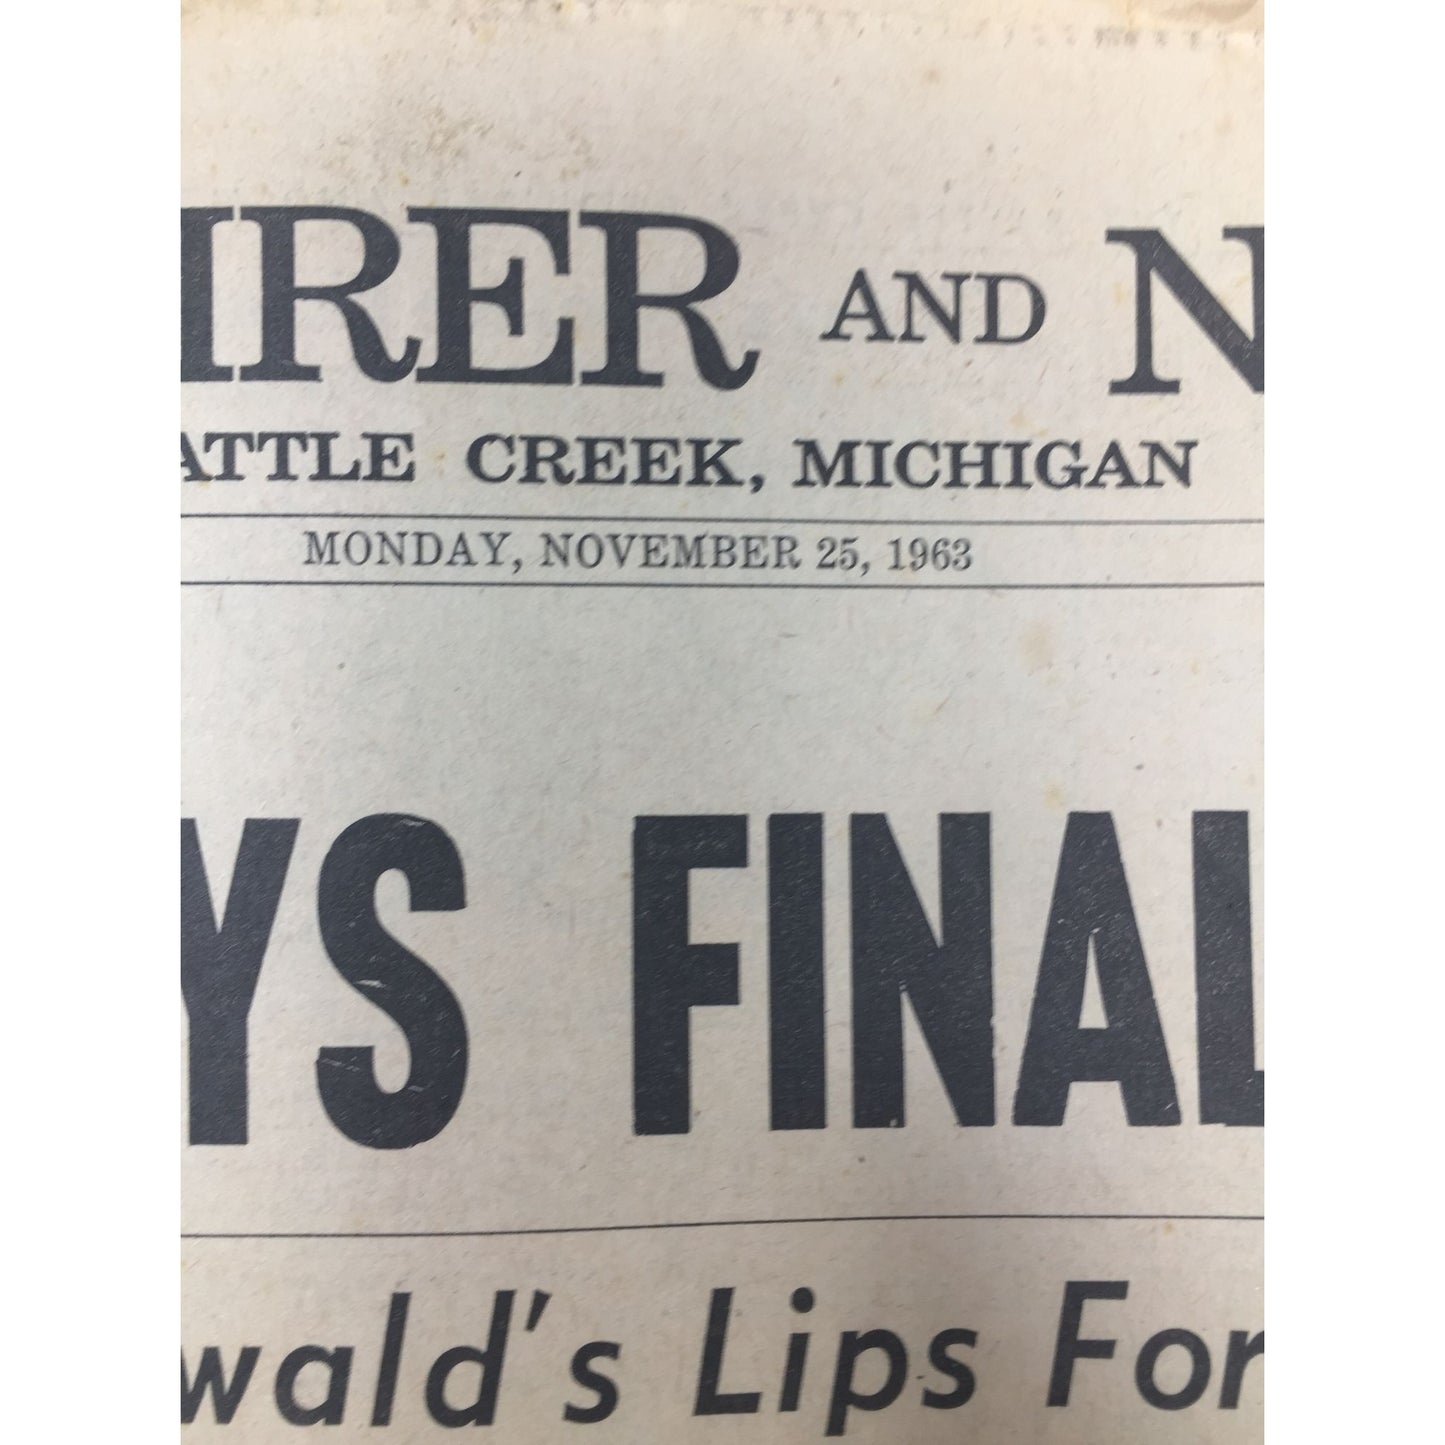 IRER AND N
ATTLE CREEK, MICHIGAN
MONDAY, NOVEMBER 25, 1963
YS FINAL
wald's Lips For